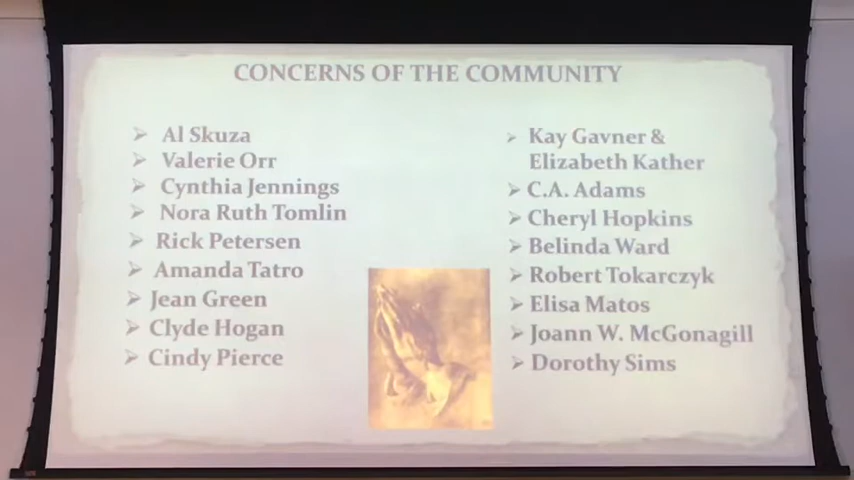 CONCERNS OF THE COMMUNITY
➢ Al Skuza
➢ Valerie Orr
➢ Cynthia Jennings
➢ Nora Ruth Tomlin
➢ Rick Petersen
➢ Amanda Tatro
➢ Jean Green
➢ Clyde Hogan
➢ Cindy Pierce
➢ Kay Gavner &
Elizabeth Kather
➢ C.A. Adams
➢ Cheryl Hopkins
➢ Belinda Ward
➢ Robert Tokarczyk
➢ Elisa Matos
➢ Joann W. McGonagill
➢ Dorothy Sims